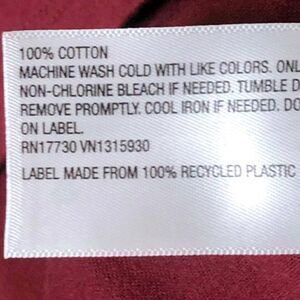 100% COTTON
MACHINE WASH COLD WITH LIKE COLORS. ONL
NON-CHLORINE BLEACH IF NEEDED. TUMBLE D
REMOVE PROMPTLY. COOL IRON IF NEEDED. DO
ON LABEL.
RN17730 VN1315930
LABEL MADE FROM 100% RECYCLED PLASTIC